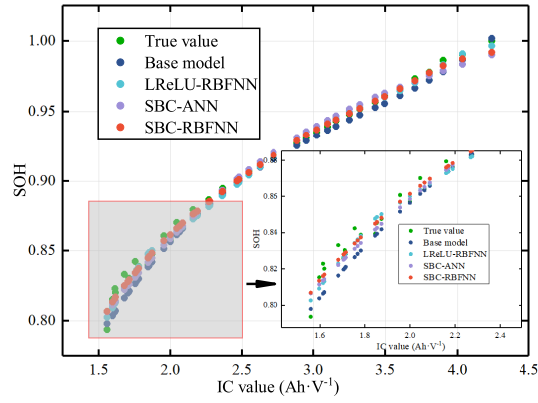 1.00
0.95
0.90
0.85
0.80
SOH
True value
Base model
LReLU-RBFNN
SBC-ANN
SBC-RBFNN
1.5
2.0
2.5
3.0
3.5
4.0
4.5
IC value (Ah·V⁻¹)
0.88
0.86
0.84
0.82
0.80
SOH
True value
Base model
LReLU-RBFNN
SBC-ANN
SBC-RBFNN
1.6
1.8
2.0
2.2
2.4
IC value (Ah·V⁻¹)